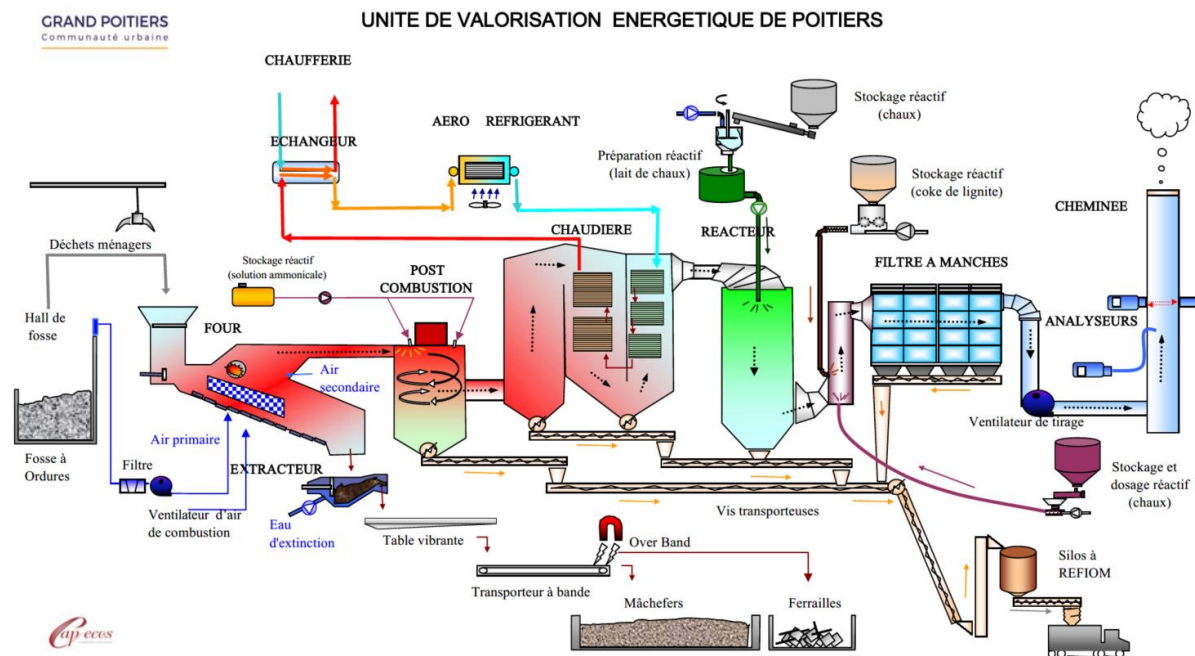 GRAND POITIERS
Communauté urbaine
UNITE DE VALORISATION ENERGETIQUE DE POITIERS
CHAUFFERIE
ECHANGEUR
AERO REFRIGERANT
Stockage réactif
(chaux)
Préparation réactif
(lait de chaux)
Stockage réactif
(coke de lignite)
CHEMINEE
Déchets ménagers
CHAUDIERE
REACTEUR
FILTRE A MANCHES
Stockage réactif
(solution ammonicale)
POST
COMBUSTION
Hall de
fosse
FOUR
ANALYSEURS
Air
secondaire
Air primaire
Ventilateur de tirage
Fosse à
Ordures
Filtre
EXTRACTEUR
Stockage et
dosage réactif
(chaux)
Ventilateur d'air
de combustion
Eau
d'extinction
Vis transporteuses
Table vibrante
Over Band
Silos à
REFIOM
Transporteur à bande
Mâchefers
Ferrailles
Cap-ecos